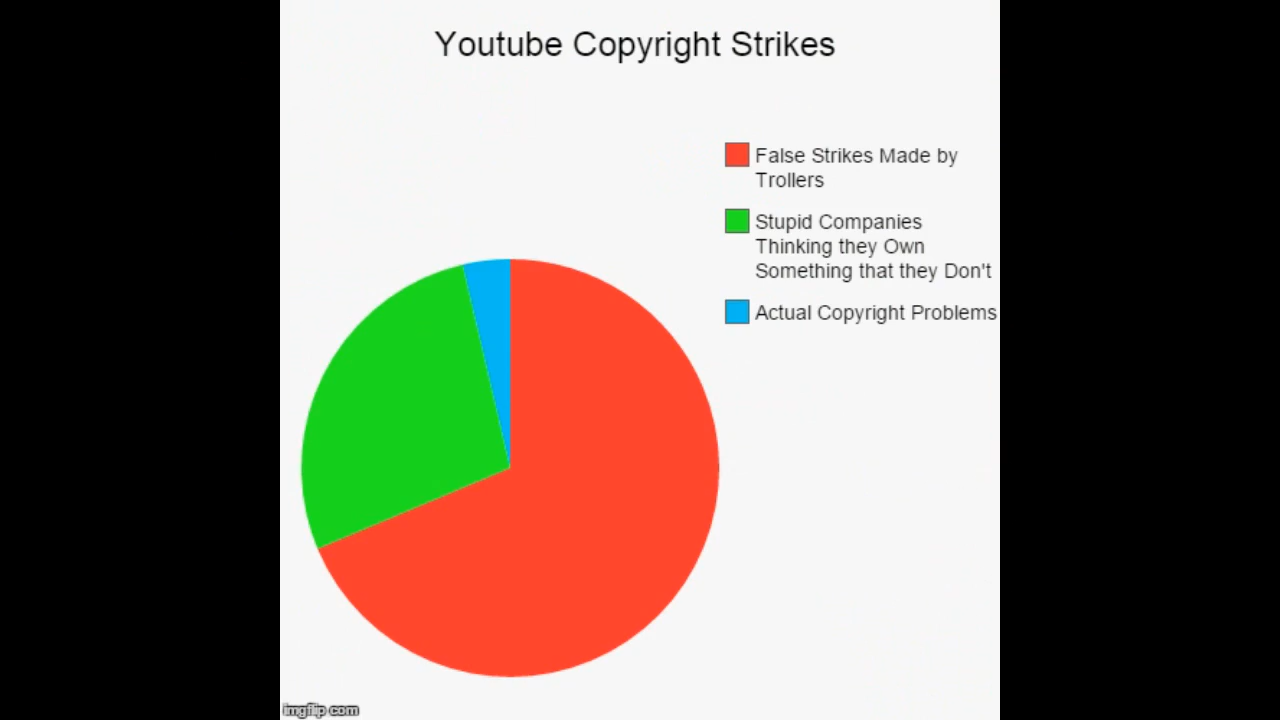 Youtube Copyright Strikes
False Strikes Made by
Trollers
Stupid Companies
Thinking they Own
Something that they Don't
Actual Copyright Problems
imgflip.com